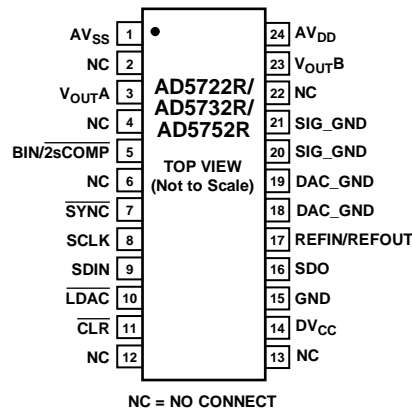 AVSS 1
NC 2
VOUTA 3
NC 4
BIN/2sCOMP 5
NC 6
SYNC 7
SCLK 8
SDIN 9
LDAC 10
CLR 11
NC 12
AD5722R/
AD5732R/
AD5752R
TOP VIEW
(Not to Scale)
24 AVDD
23 VOUTB
22 NC
21 SIG_GND
20 SIG_GND
19 DAC_GND
18 DAC_GND
17 REFIN/REFOUT
16 SDO
15 GND
14 DVCC
13 NC
NC = NO CONNECT